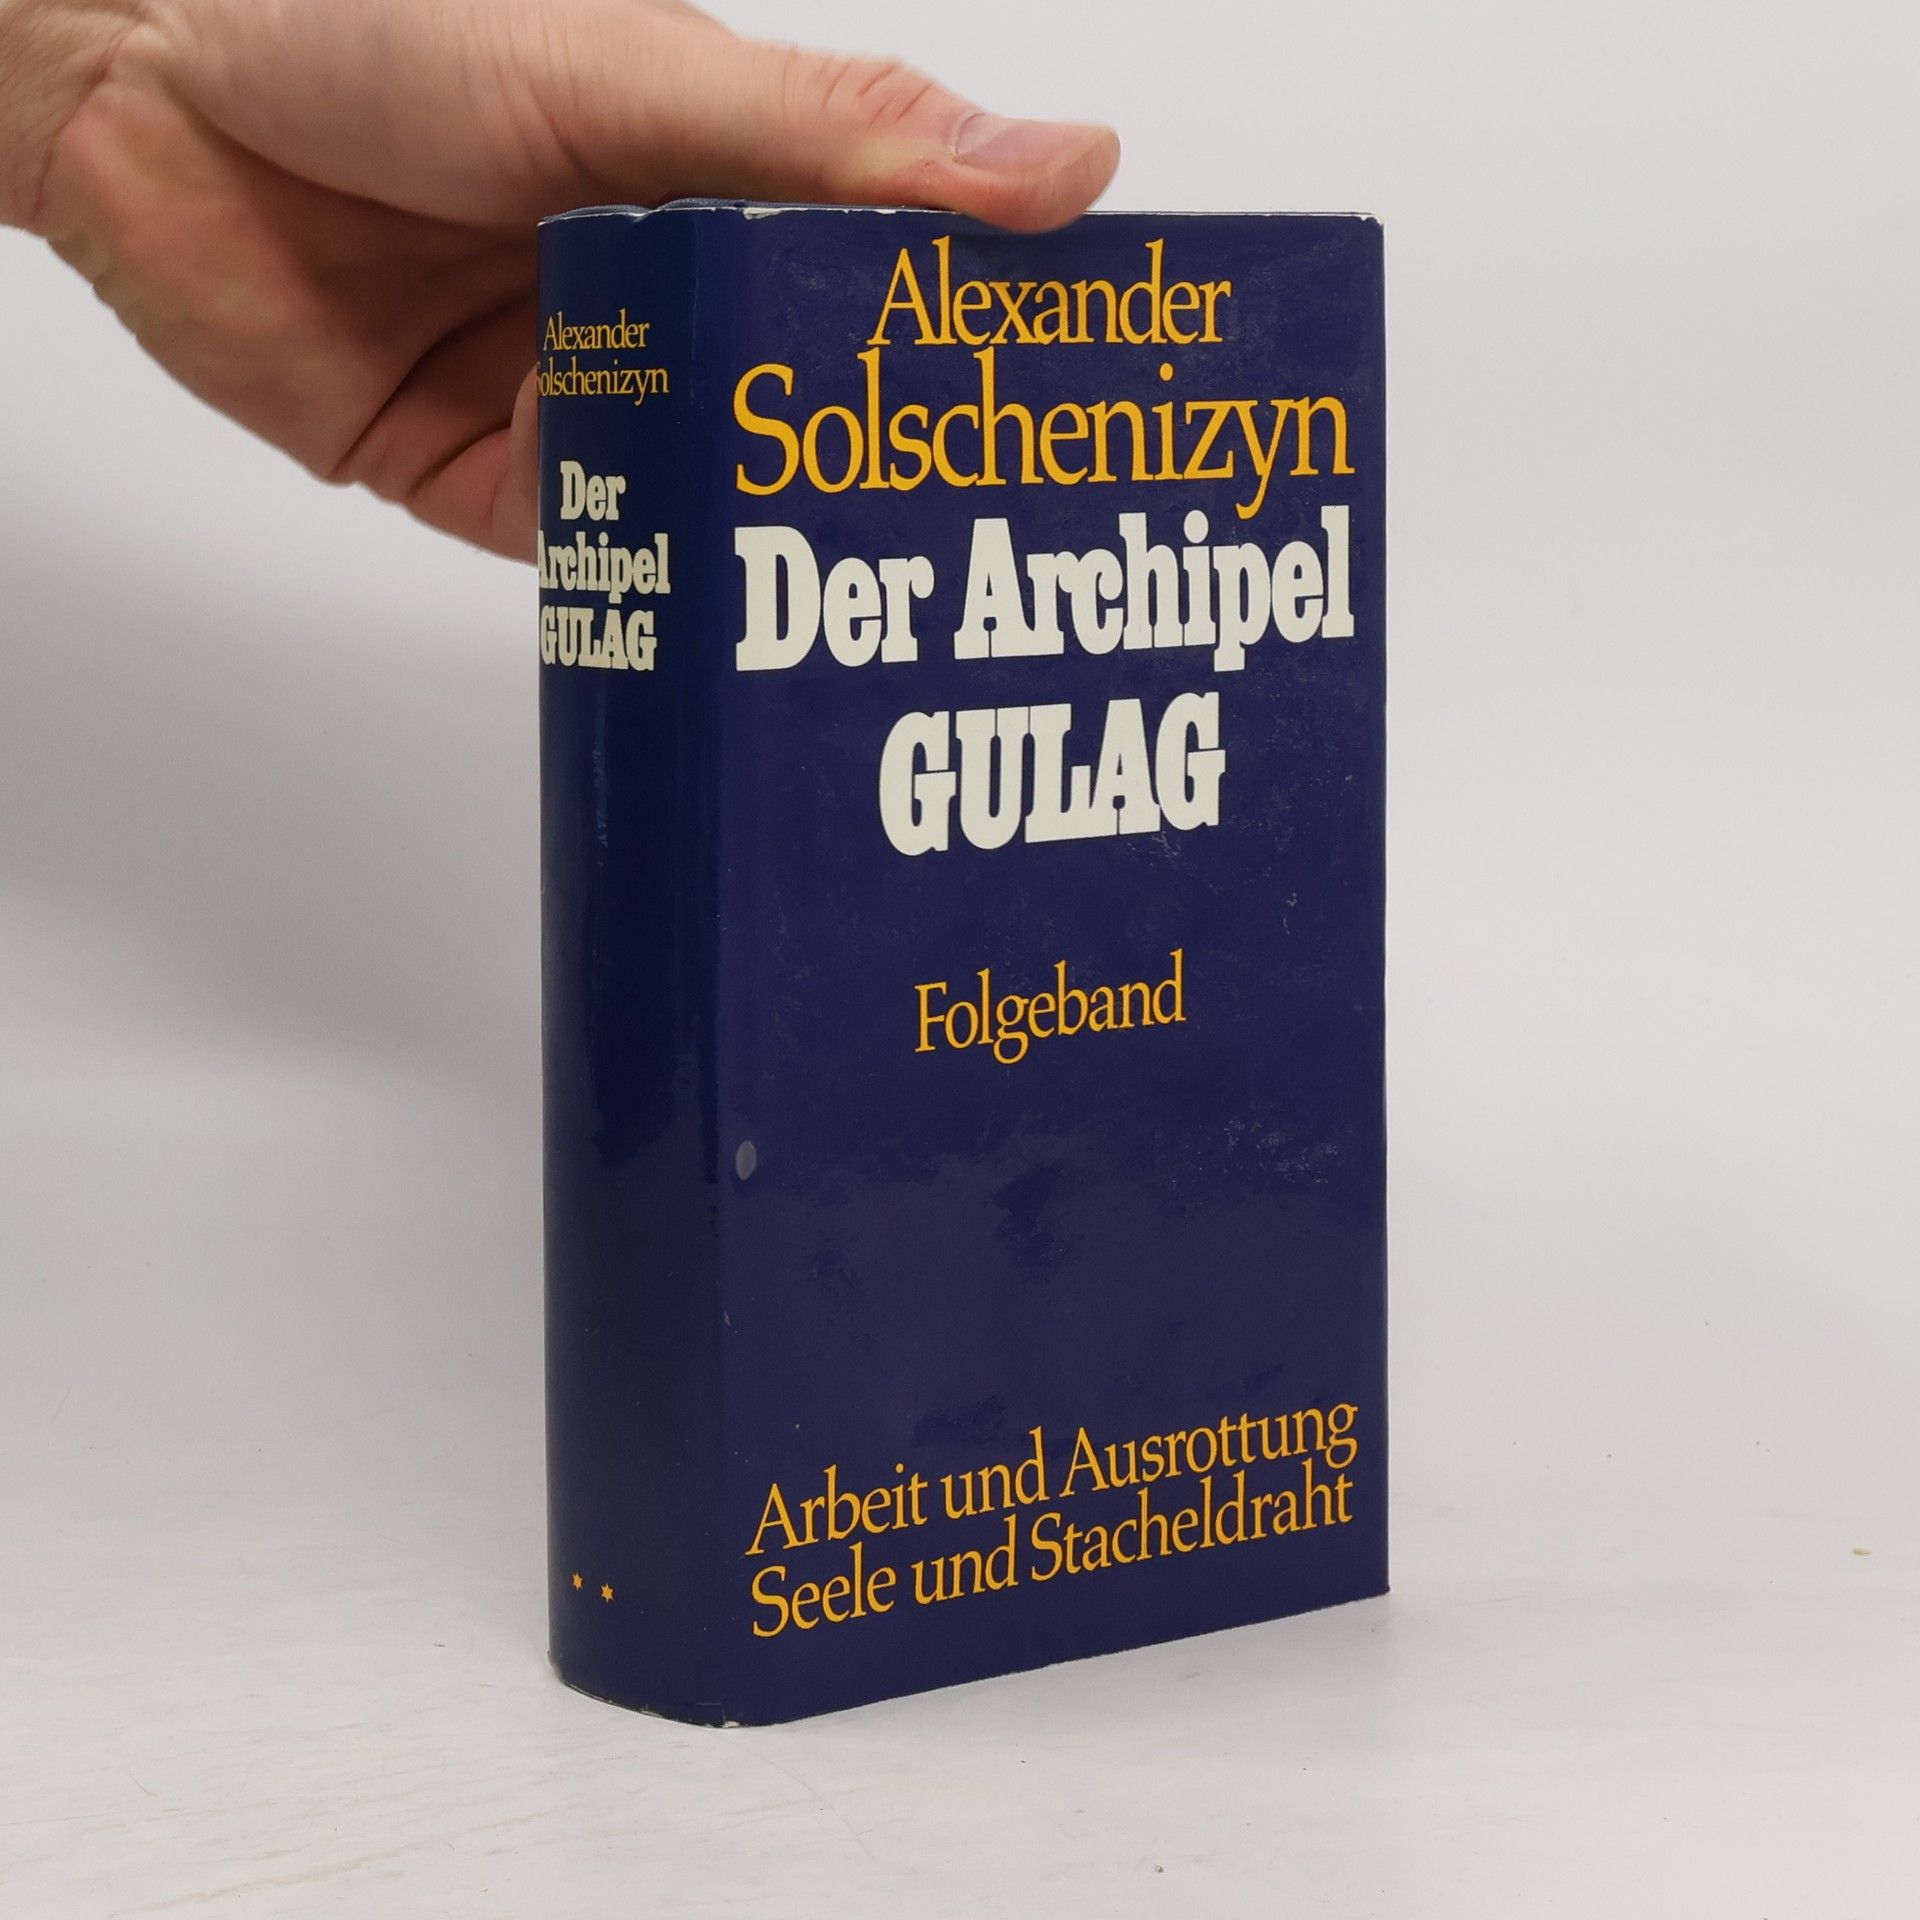 Alexander
Solschenizyn
Der
Archipel
GULAG
Alexander
Solschenizyn
Der Archipel
GULAG
Folgeband
Arbeit und Ausrottung
Seele und Stacheldraht